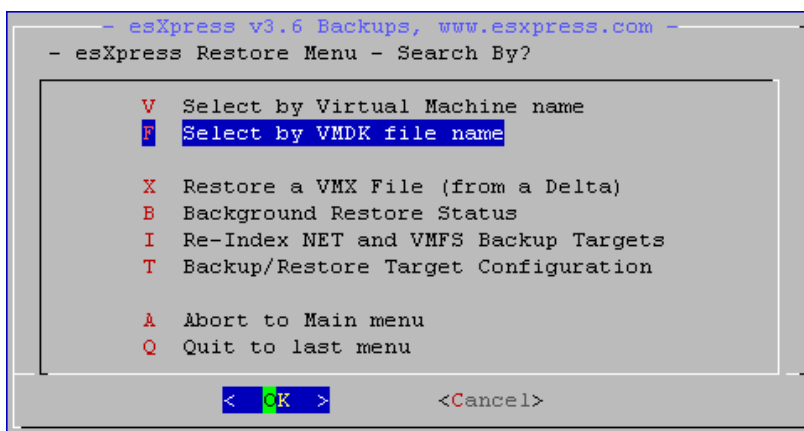 - esXpress v3.6 Backups, www.esxpress.com -
- esXpress Restore Menu - Search By?
V Select by Virtual Machine name
F Select by VMDK file name
X Restore a VMX File (from a Delta)
B Background Restore Status
I Re-Index NET and VMFS Backup Targets
T Backup/Restore Target Configuration
A Abort to Main menu
Q Quit to last menu
< OK > <Cancel>